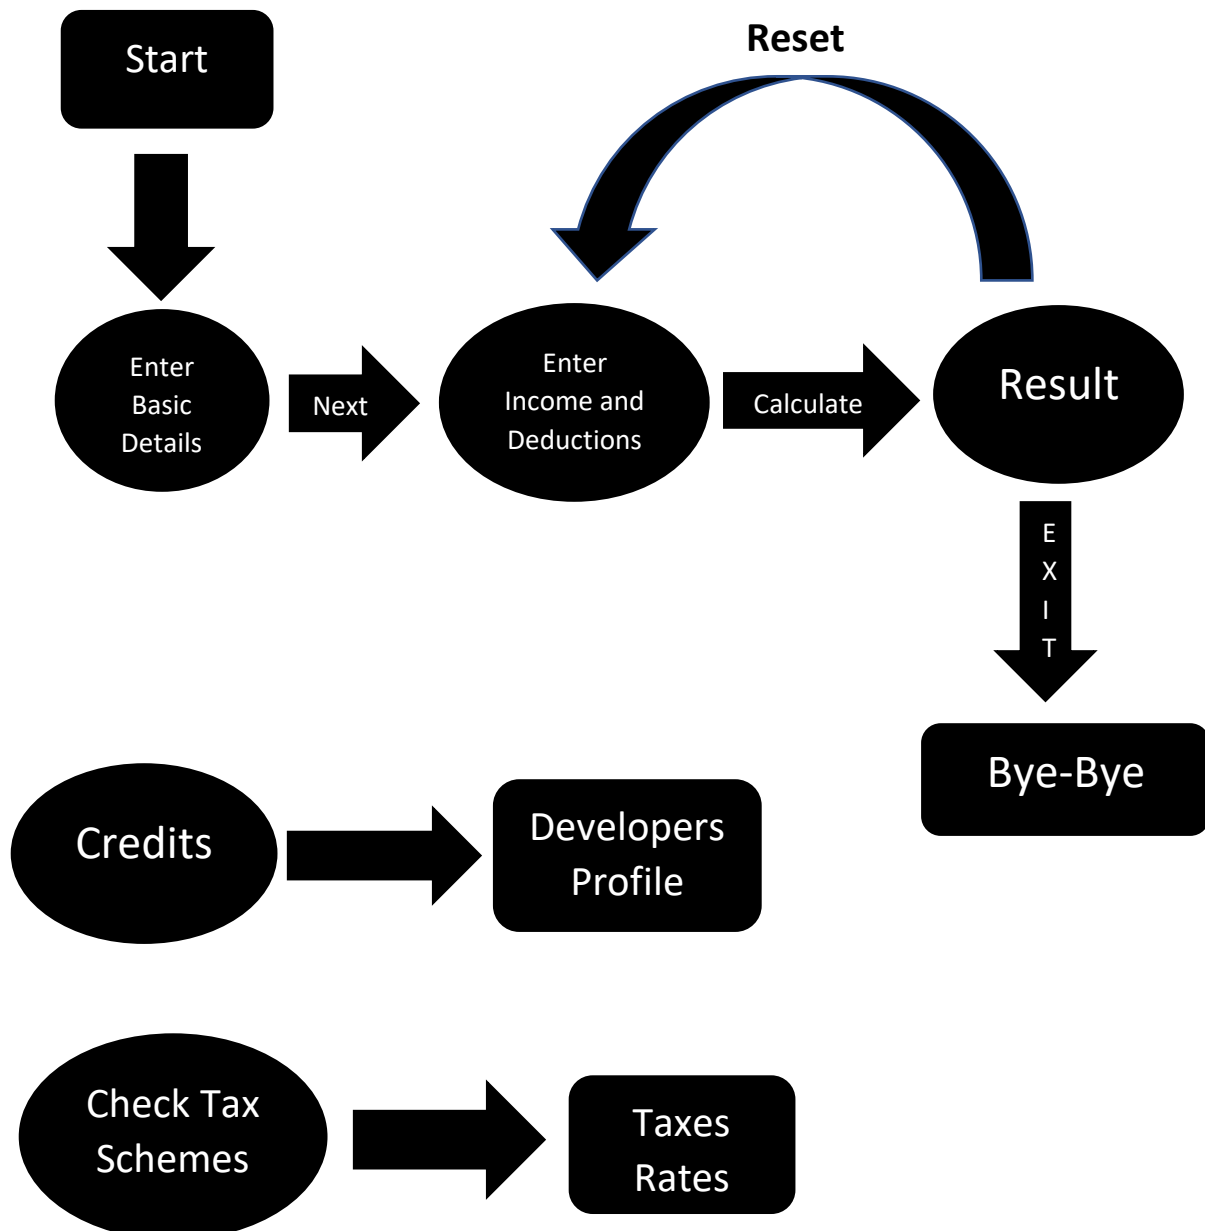 Start
Reset
Enter
Basic
Details
Next
Enter
Income and
Deductions
Calculate
Result
E
X
I
T
Bye-Bye
Credits
Developers
Profile
Check Tax
Schemes
Taxes
Rates